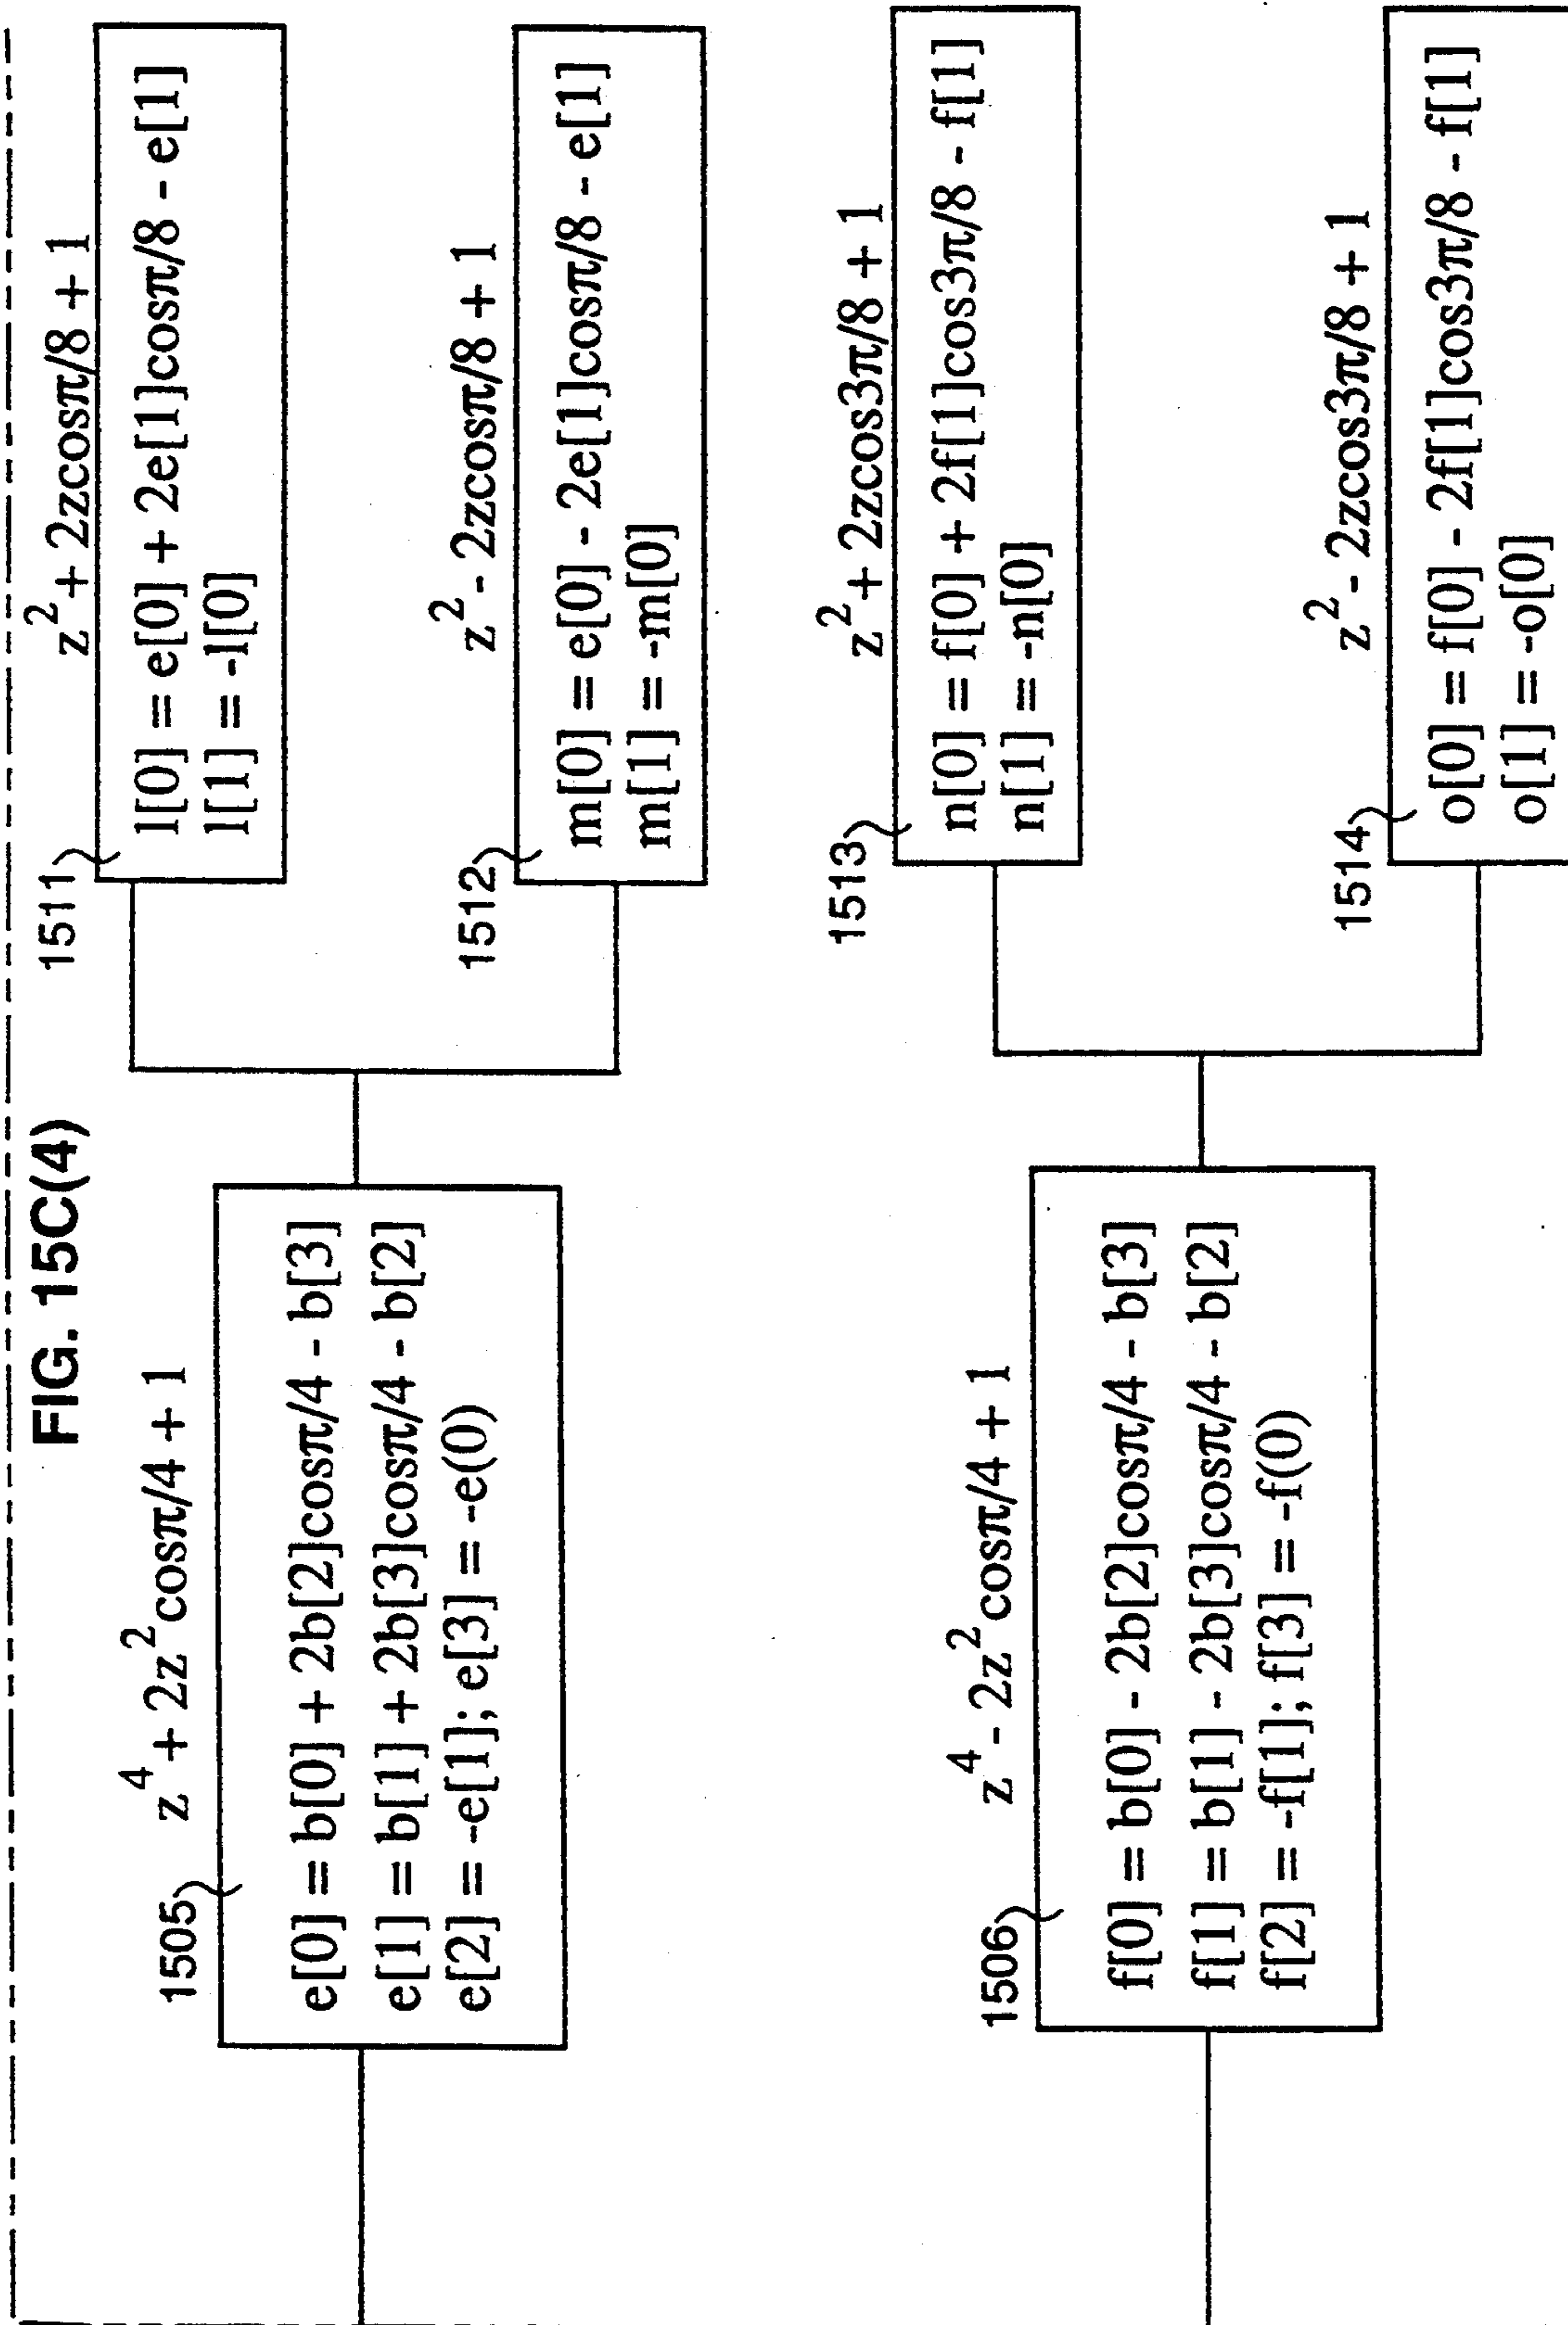 FIG. 15C(4)
1505
z^4 + 2z^2 cosπ/4 + 1
e[0] = b[0] + 2b[2]cosπ/4 - b[3]
e[1] = b[1] + 2b[3]cosπ/4 - b[2]
e[2] = -e[1]; e[3] = -e(0)
1511
z^2 + 2zcosπ/8 + 1
l[0] = e[0] + 2e[1]cosπ/8 - e[1]
l[1] = -l[0]
1512
z^2 - 2zcosπ/8 + 1
m[0] = e[0] - 2e[1]cosπ/8 - e[1]
m[1] = -m[0]
1506
z^4 - 2z^2 cosπ/4 + 1
f[0] = b[0] - 2b[2]cosπ/4 - b[3]
f[1] = b[1] - 2b[3]cosπ/4 - b[2]
f[2] = -f[1]; f[3] = -f(0)
1513
z^2 + 2zcos3π/8 + 1
n[0] = f[0] + 2f[1]cos3π/8 - f[1]
n[1] = -n[0]
1514
z^2 - 2zcos3π/8 + 1
o[0] = f[0] - 2f[1]cos3π/8 - f[1]
o[1] = -o[0]